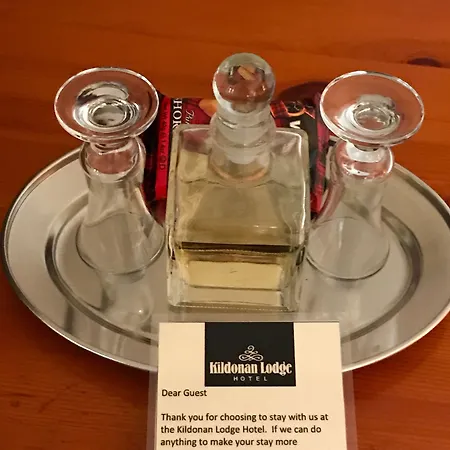 SHOR
Kildonan Lodge
HOTEL
Dear Guest
Thank you for choosing to stay with us at
the Kildonan Lodge Hotel. If we can do
anything to make your stay more